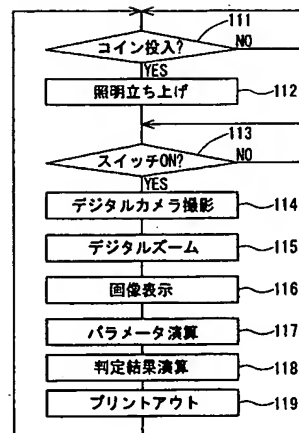 111
コイン投入?
NO
YES
照明立ち上げ
112
113
スイッチON?
NO
YES
デジタルカメラ撮影
114
デジタルズーム
115
画像表示
116
パラメータ演算
117
判定結果演算
118
プリントアウト
119